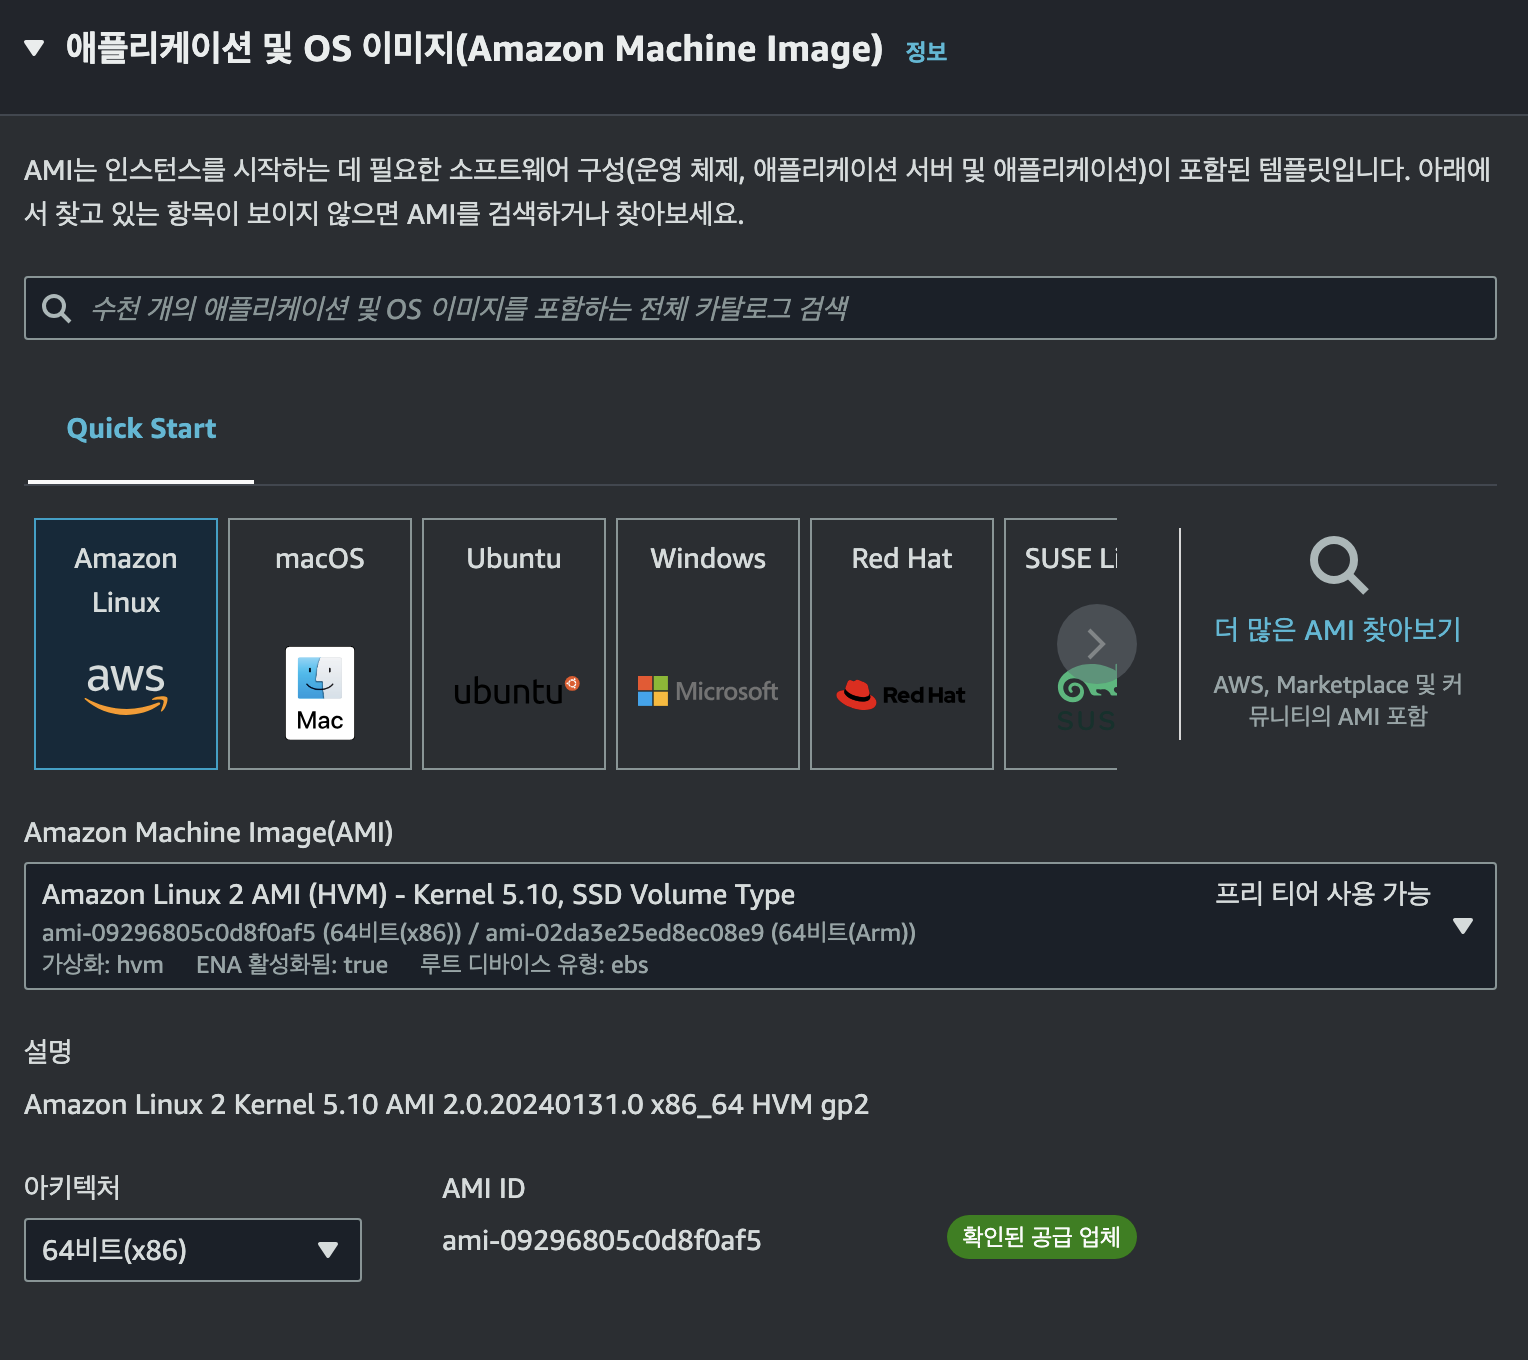 애플리케이션 및 OS 이미지(Amazon Machine Image) 정보
AMI는 인스턴스를 시작하는 데 필요한 소프트웨어 구성(운영 체제, 애플리케이션 서버 및 애플리케이션)이 포함된 템플릿입니다. 아래에
서 찾고 있는 항목이 보이지 않으면 AMI를 검색하거나 찾아보세요.
수천 개의 애플리케이션 및 OS 이미지를 포함하는 전체 카탈로그 검색
Quick Start
Amazon
Linux
aws
macOS
Mac
Ubuntu
ubuntu
Windows
Microsoft
Red Hat
Red Hat
SUSE Li
SUS
더 많은 AMI 찾아보기
AWS, Marketplace 및 커
뮤니티의 AMI 포함
Amazon Machine Image(AMI)
Amazon Linux 2 AMI (HVM) - Kernel 5.10, SSD Volume Type
프리 티어 사용 가능
ami-09296805c0d8f0af5 (64비트(x86)) / ami-02da3e25ed8ec08e9 (64비트(Arm))
가상화: hvm ENA 활성화됨: true 루트 디바이스 유형: ebs
설명
Amazon Linux 2 Kernel 5.10 AMI 2.0.20240131.0 x86_64 HVM gp2
아키텍처
64비트(x86)
AMI ID
ami-09296805c0d8f0af5
확인된 공급 업체